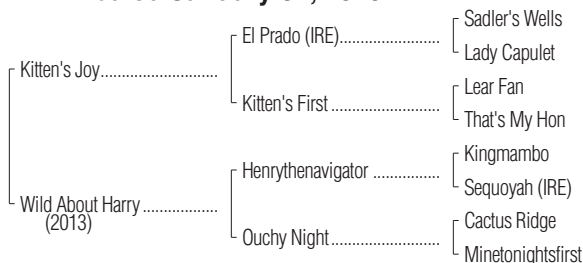 Sadler's Wells
El Prado (IRE)
Lady Capulet
Kitten's Joy
Lear Fan
Kitten's First
That's My Hon
Kingmambo
Henrythenavigator
Sequoyah (IRE)
Wild About Harry
(2013)
Cactus Ridge
Ouchy Night
Minetonightsfirst